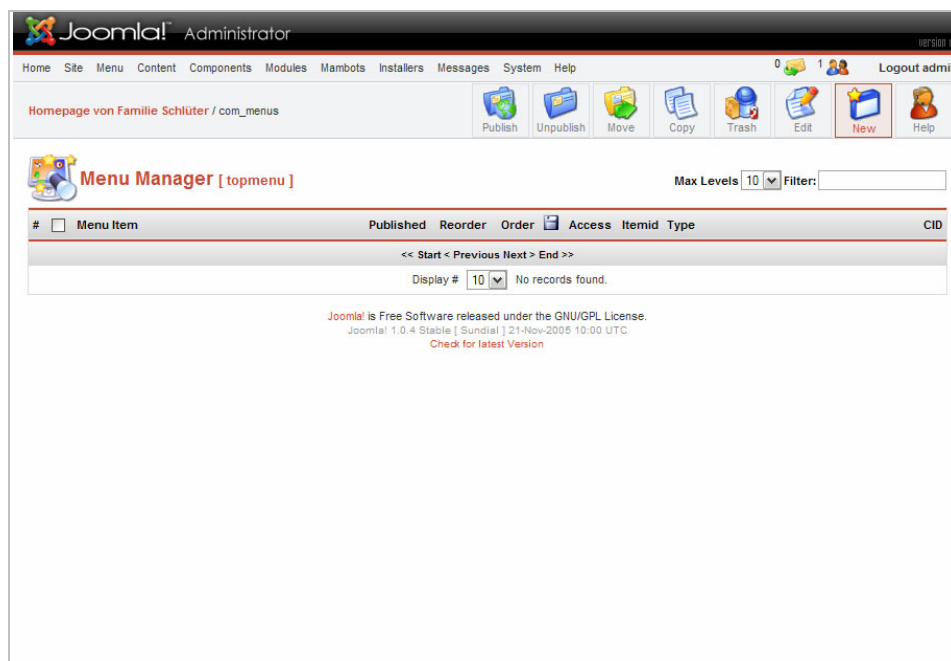 Joomla!™ Administrator
version
Home Site Menu Content Components Modules Mambots Installers Messages System Help 0 1 Logout admi
Homepage von Familie Schlüter / com_menus
Publish Unpublish Move Copy Trash Edit New Help
Menu Manager [ topmenu ]
Max Levels 10 Filter:
# Menu Item Published Reorder Order Access Itemid Type CID
<< Start < Previous Next > End >>
Display # 10 No records found.
Joomla! is Free Software released under the GNU/GPL License.
Joomla! 1.0.4 Stable [ Sundial ] 21-Nov-2005 10:00 UTC
Check for latest Version